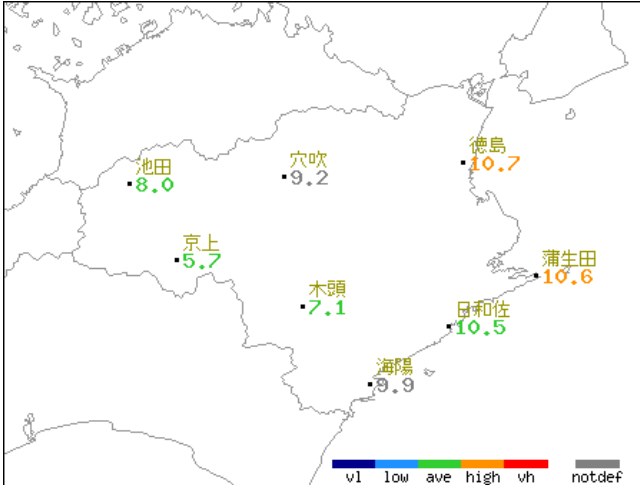 徳島
10.7
穴吹
9.2
池田
8.0
京上
5.7
蒲生田
10.6
木頭
7.1
日和佐
10.5
海陽
9.9
vl low ave high vh notdef